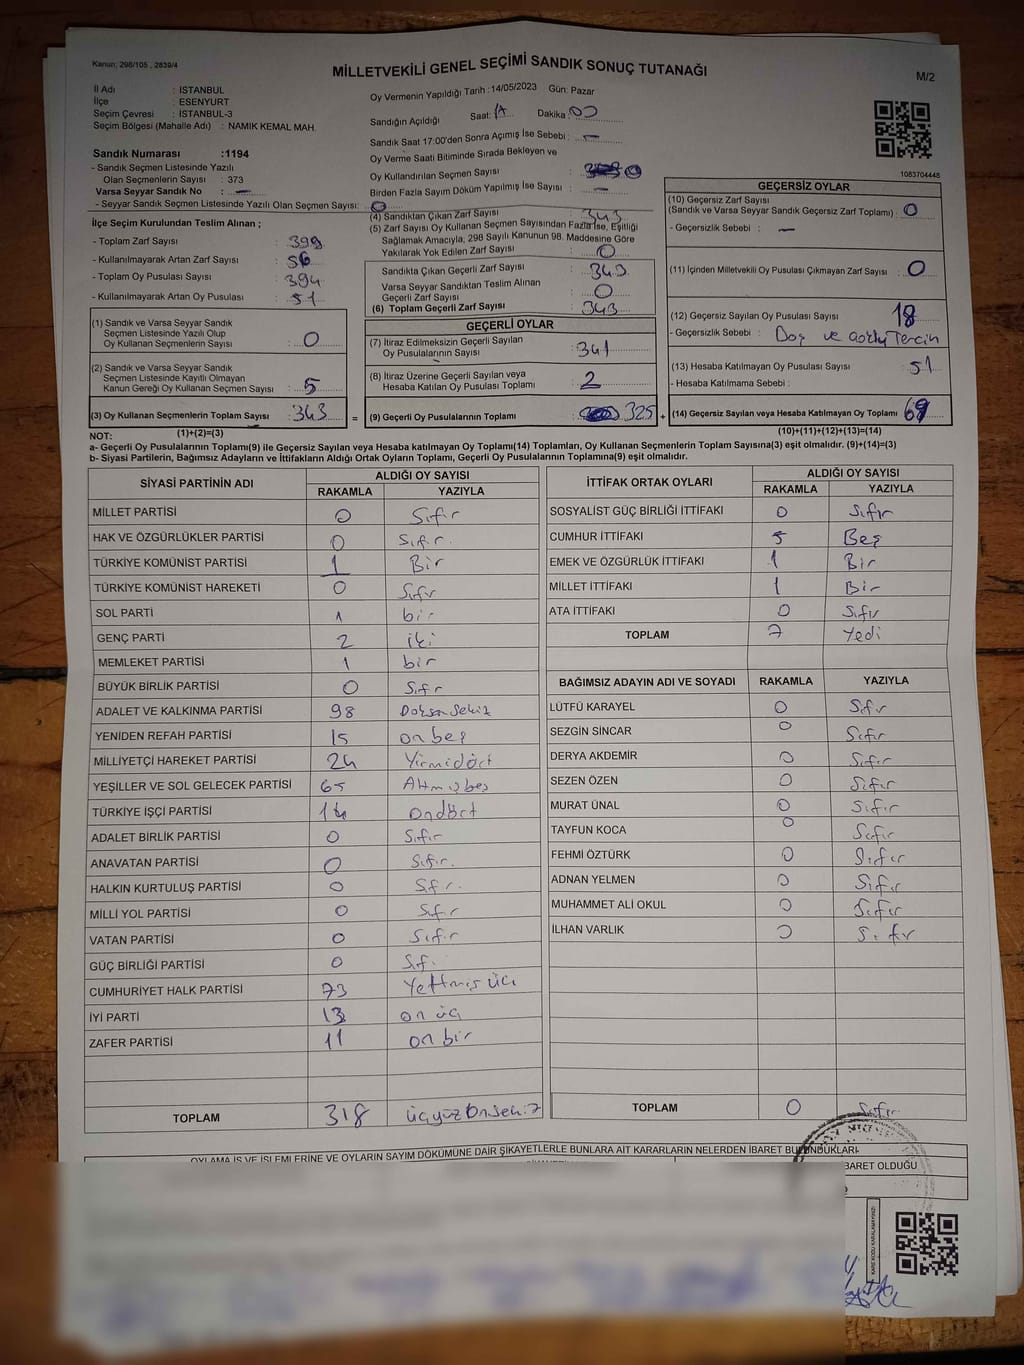 Kanun: 298/105 , 2839/4
MİLLETVEKİLİ GENEL SEÇİMİ SANDIK SONUÇ TUTANAĞI
M/2
İl Adı : İSTANBUL
İlçe : ESENYURT
Seçim Çevresi : İSTANBUL-3
Seçim Bölgesi (Mahalle Adı) : NAMIK KEMAL MAH.
Sandık Numarası :1194
- Sandık Seçmen Listesinde Yazılı
Olan Seçmenlerin Sayısı : 373
Varsa Seyyar Sandık No : -
- Seyyar Sandık Seçmen Listesinde Yazılı Olan Seçmen Sayısı: 0
Oy Vermenin Yapıldığı Tarih : 14/05/2023 Gün: Pazar
Sandığın Açıldığı Saat: Dakika: 00
Sandık Saat 17:00'den Sonra Açımış İse Sebebi : -
Oy Verme Saati Bitiminde Sırada Bekleyen ve
Oy Kullandırılan Seçmen Sayısı : 0
Birden Fazla Sayım Döküm Yapılmış İse Sayısı : -
1083704448
İlçe Seçim Kurulundan Teslim Alınan ;
- Toplam Zarf Sayısı : 399
- Kullanılmayarak Artan Zarf Sayısı : 56
- Toplam Oy Pusulası Sayısı : 394
- Kullanılmayarak Artan Oy Pusulası : 51
(1) Sandık ve Varsa Seyyar Sandık
Seçmen Listesinde Yazılı Olup
Oy Kullanan Seçmenlerin Sayısı : 0
(2) Sandık ve Varsa Seyyar Sandık
Seçmen Listesinde Kayıtlı Olmayan
Kanun Gereği Oy Kullanan Seçmen Sayısı : 5
(3) Oy Kullanan Seçmenlerin Toplam Sayısı : 343
(1)+(2)=(3)
(4) Sandıktan Çıkan Zarf Sayısı : 343
(5) Zarf Sayısı Oy Kullanan Seçmen Sayısından Fazla İse, Eşitliği
Sağlamak Amacıyla, 298 Sayılı Kanunun 98. Maddesine Göre
Yakılarak Yok Edilen Zarf Sayısı : 0
Sandıkta Çıkan Geçerli Zarf Sayısı : 343
Varsa Seyyar Sandıktan Teslim Alınan
Geçerli Zarf Sayısı : 0
(6) Toplam Geçerli Zarf Sayısı : 343
GEÇERLİ OYLAR
(7) İtiraz Edilmeksizin Geçerli Sayılan
Oy Pusulalarının Sayısı : 341
(8) İtiraz Üzerine Geçerli Sayılan veya
Hesaba Katılan Oy Pusulası Toplamı : 2
= (9) Geçerli Oy Pusulalarının Toplamı : 325 +
GEÇERSİZ OYLAR
(10) Geçersiz Zarf Sayısı
(Sandık ve Varsa Seyyar Sandık Geçersiz Zarf Toplamı) : 0
- Geçersizlik Sebebi : -
(11) İçinden Milletvekili Oy Pusulası Çıkmayan Zarf Sayısı : 0
(12) Geçersiz Sayılan Oy Pusulası Sayısı : 18
- Geçersizlik Sebebi : Boş ve Tercih
(13) Hesaba Katılmayan Oy Pusulası Sayısı : 51
- Hesaba Katılmama Sebebi :
(14) Geçersiz Sayılan veya Hesaba Katılmayan Oy Toplamı : 69
(10)+(11)+(12)+(13)=(14)
NOT:
a- Geçerli Oy Pusulalarının Toplamı(9) ile Geçersiz Sayılan veya Hesaba katılmayan Oy Toplamı(14) Toplamları, Oy Kullanan Seçmenlerin Toplam Sayısına(3) eşit olmalıdır. (9)+(14)=(3)
b- Siyasi Partilerin, Bağımsız Adayların ve İttifakların Aldığı Ortak Oyların Toplamı, Geçerli Oy Pusulalarının Toplamına(9) eşit olmalıdır.
SİYASİ PARTİNİN ADI ALDIĞI OY SAYISI
RAKAMLA YAZIYLA
MİLLET PARTİSİ 0 Sıfır
HAK VE ÖZGÜRLÜKLER PARTİSİ 0 Sıfır.
TÜRKİYE KOMÜNİST PARTİSİ 1 Bir
TÜRKİYE KOMÜNİST HAREKETİ 0 Sıfır
SOL PARTİ 1 bir
GENÇ PARTİ 2 iki
MEMLEKET PARTİSİ 1 bir
BÜYÜK BİRLİK PARTİSİ 0 Sıfır
ADALET VE KALKINMA PARTİSİ 98 Doksan Sekiz
YENİDEN REFAH PARTİSİ 15 on beş
MİLLİYETÇİ HAREKET PARTİSİ 24 Yirmidört
YEŞİLLER VE SOL GELECEK PARTİSİ 65 Altmışbeş
TÜRKİYE İŞÇİ PARTİSİ 14 Ondört
ADALET BİRLİK PARTİSİ 0 Sıfır
ANAVATAN PARTİSİ 0 Sıfır.
HALKIN KURTULUŞ PARTİSİ 0 Sıfır.
MİLLİ YOL PARTİSİ 0 Sıfır
VATAN PARTİSİ 0 Sıfır
GÜÇ BİRLİĞİ PARTİSİ 0
CUMHURİYET HALK PARTİSİ 73 Yetmiş üç
İYİ PARTİ 13 on üç
ZAFER PARTİSİ 11 on bir
TOPLAM 318 üçyüz Onsekiz
İTTİFAK ORTAK OYLARI ALDIĞI OY SAYISI
RAKAMLA YAZIYLA
SOSYALİST GÜÇ BİRLİĞİ İTTİFAKI 0 Sıfır
CUMHUR İTTİFAKI 5 Beş
EMEK VE ÖZGÜRLÜK İTTİFAKI 1 Bir
MİLLET İTTİFAKI 1 Bir
ATA İTTİFAKI 0 Sıfır
TOPLAM 7 Yedi
BAĞIMSIZ ADAYIN ADI VE SOYADI RAKAMLA YAZIYLA
LÜTFÜ KARAYEL 0 Sıfır
SEZGİN SİNCAR 0 Sıfır
DERYA AKDEMİR 0 Sıfır
SEZEN ÖZEN 0 Sıfır
MURAT ÜNAL 0 Sıfır
TAYFUN KOCA 0 Sıfır
FEHMİ ÖZTÜRK 0 Sıfır
ADNAN YELMEN 0 Sıfır
MUHAMMET ALİ OKUL 0 Sıfır
İLHAN VARLIK 0 Sıfır
TOPLAM 0 Sıfır
OYLAMA İŞ VE İŞLEMLERİNE VE OYLARIN SAYIM DÖKÜMÜNE DAİR ŞİKAYETLERLE BUNLARA AİT KARARLARIN NELERDEN İBARET BULUNDUKLARI
İBARET OLDUĞU
KARE KODU KARALAMAYINIZ!